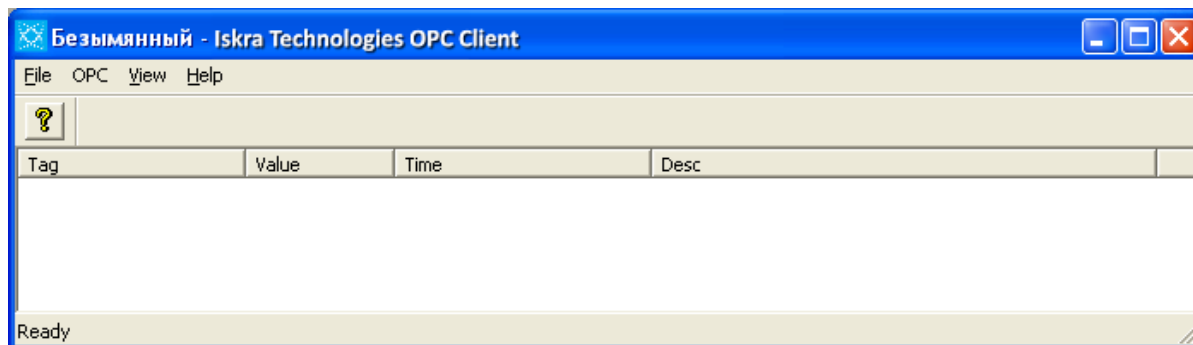 Безымянный - Iskra Technologies OPC Client
File OPC View Help
Tag Value Time Desc
Ready